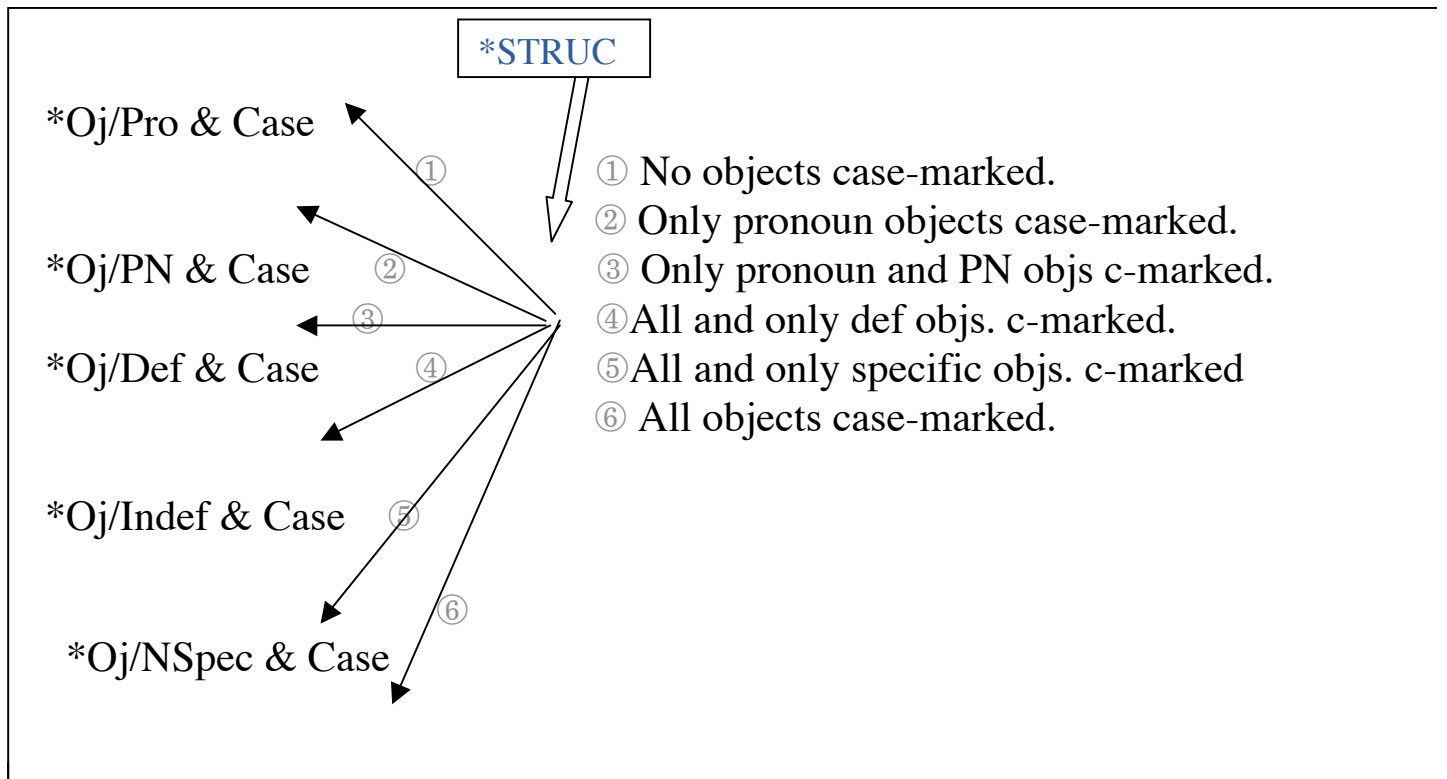 *STRUC
*Oj/Pro & Case
①
① No objects case-marked.
② Only pronoun objects case-marked.
*Oj/PN & Case ②
③ Only pronoun and PN objs c-marked.
③
④All and only def objs. c-marked.
*Oj/Def & Case ④
⑤All and only specific objs. c-marked
⑥ All objects case-marked.
*Oj/Indef & Case ⑤
⑥
*Oj/NSpec & Case